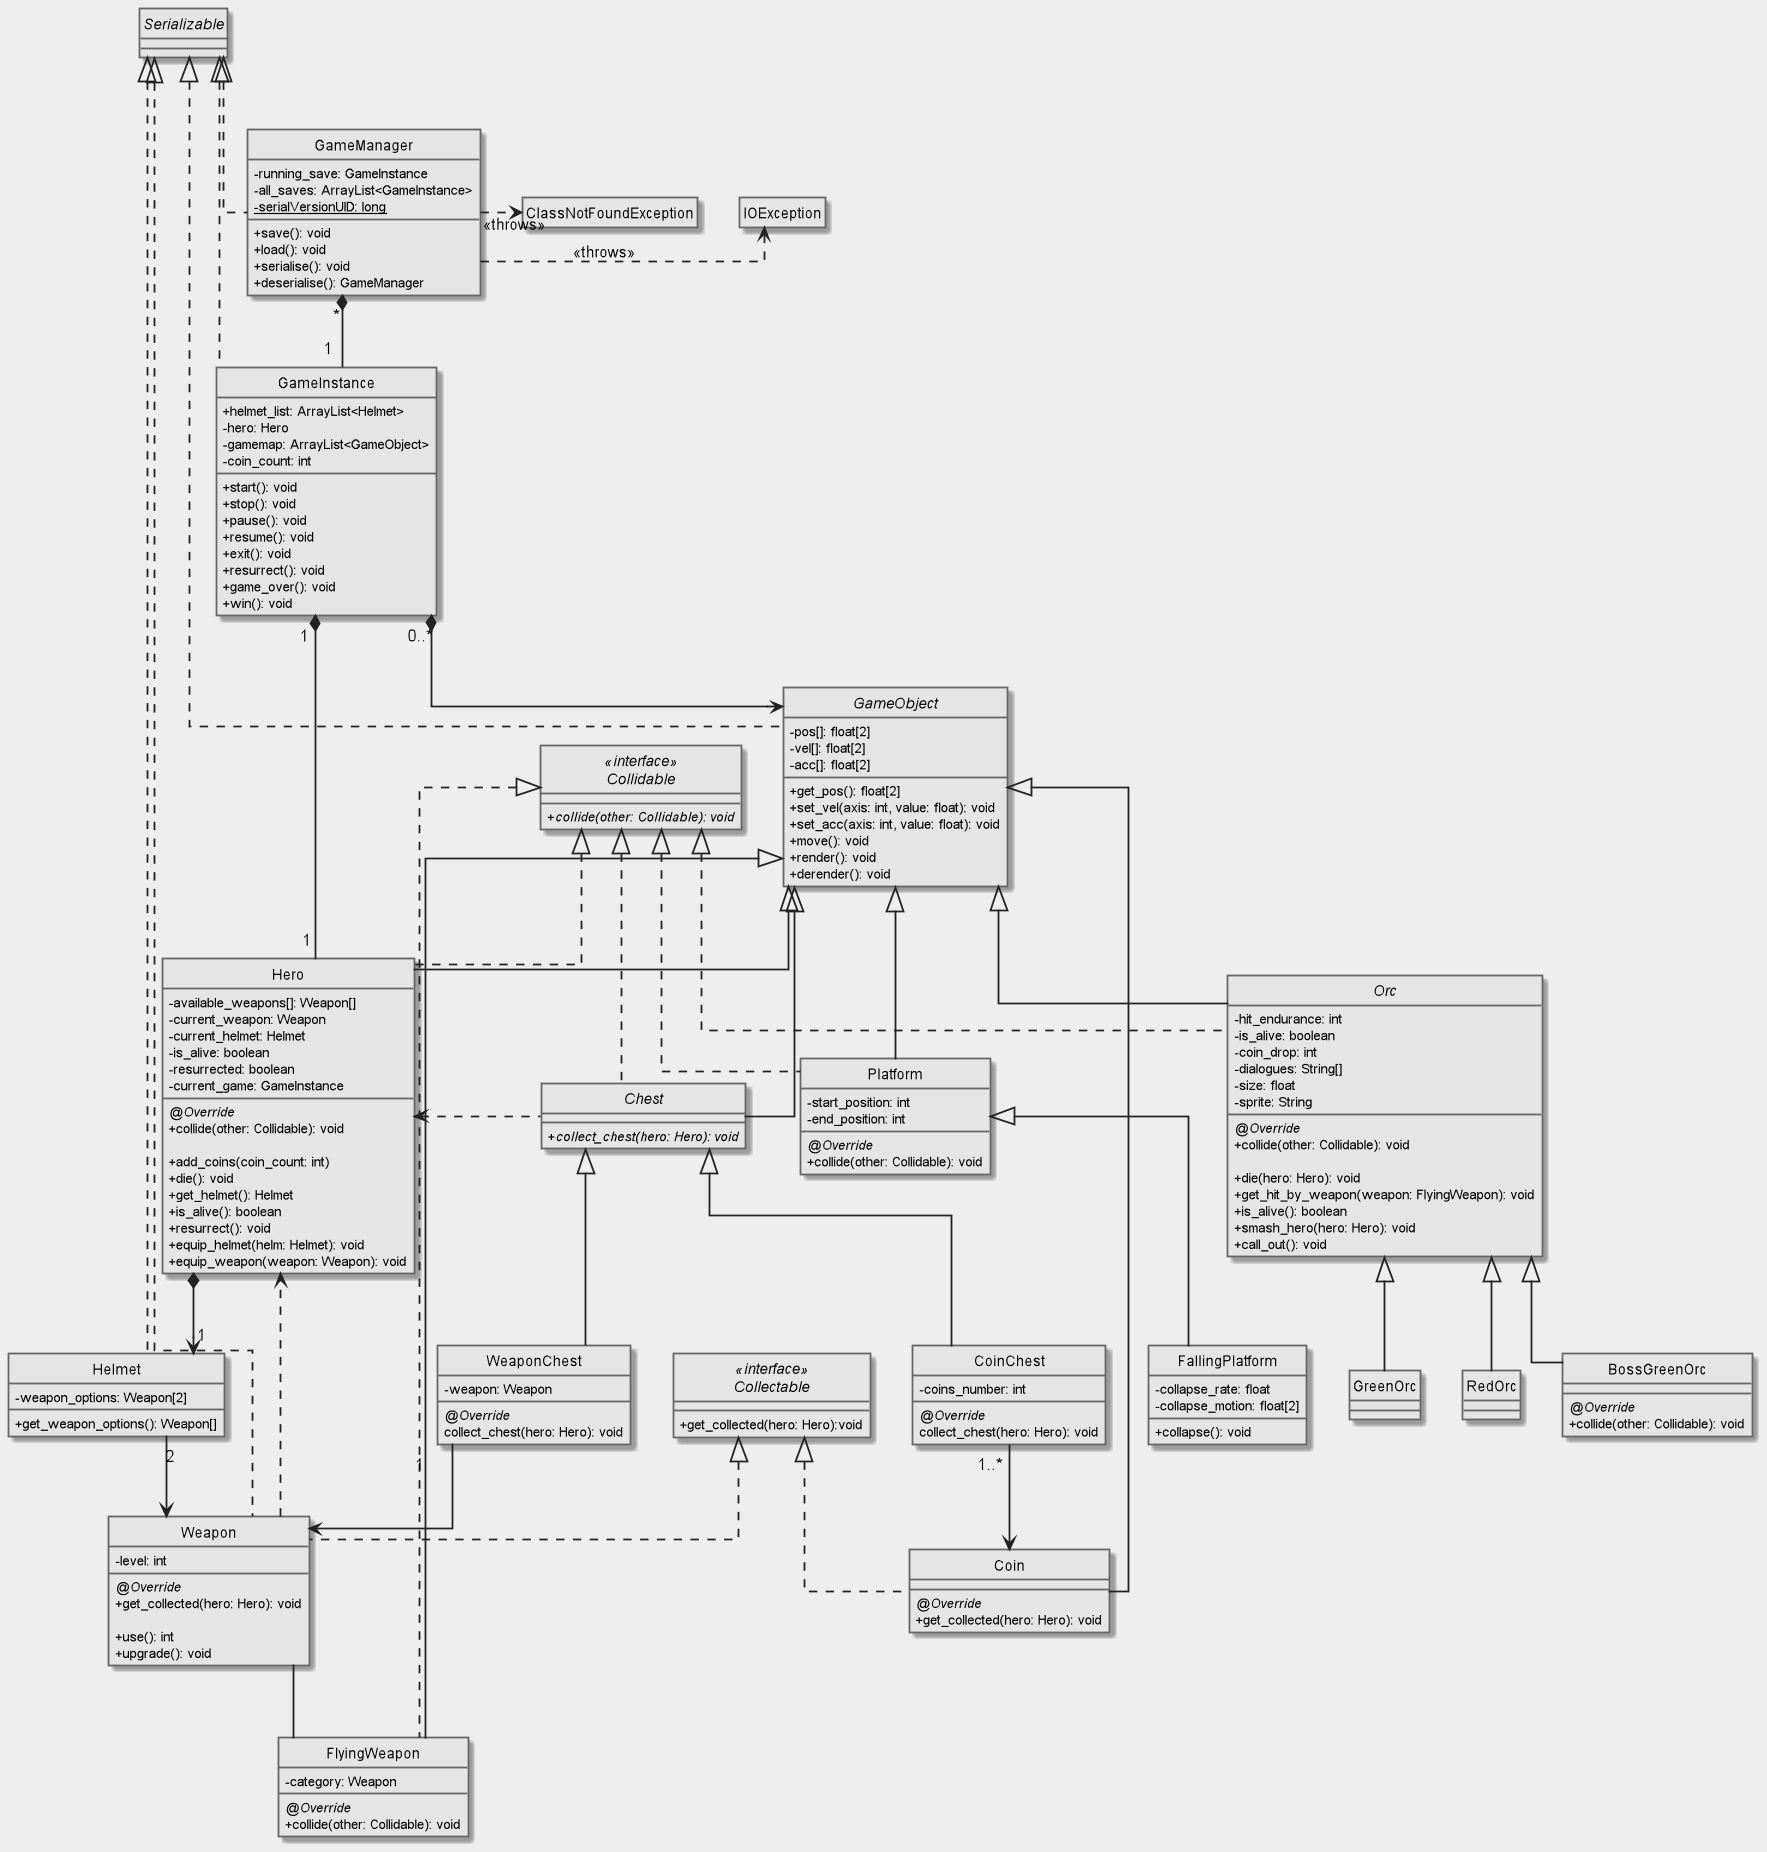 Serializable
GameManager
-running_save: GameInstance
-all_saves: ArrayList<GameInstance>
-serialVersionUID: long
+save(): void
+load(): void
+serialise(): void
+deserialise(): GameManager
ClassNotFoundException
«throws»
IOException
«throws»
*
1
GameInstance
+helmet_list: ArrayList<Helmet>
-hero: Hero
-gamemap: ArrayList<GameObject>
-coin_count: int
+start(): void
+stop(): void
+pause(): void
+resume(): void
+exit(): void
+resurrect(): void
+game_over(): void
+win(): void
1
0..*
GameObject
-pos[]: float[2]
-vel[]: float[2]
-acc[]: float[2]
+get_pos(): float[2]
+set_vel(axis: int, value: float): void
+set_acc(axis: int, value: float): void
+move(): void
+render(): void
+derender(): void
«interface»
Collidable
+collide(other: Collidable): void
1
Hero
-available_weapons[]: Weapon[]
-current_weapon: Weapon
-current_helmet: Helmet
-is_alive: boolean
-resurrected: boolean
-current_game: GameInstance
@Override
+collide(other: Collidable): void
+add_coins(coin_count: int)
+die(): void
+get_helmet(): Helmet
+is_alive(): boolean
+resurrect(): void
+equip_helmet(helm: Helmet): void
+equip_weapon(weapon: Weapon): void
Chest
+collect_chest(hero: Hero): void
Platform
-start_position: int
-end_position: int
@Override
+collide(other: Collidable): void
Orc
-hit_endurance: int
-is_alive: boolean
-coin_drop: int
-dialogues: String[]
-size: float
-sprite: String
@Override
+collide(other: Collidable): void
+die(hero: Hero): void
+get_hit_by_weapon(weapon: FlyingWeapon): void
+is_alive(): boolean
+smash_hero(hero: Hero): void
+call_out(): void
1
Helmet
-weapon_options: Weapon[2]
+get_weapon_options(): Weapon[]
2
WeaponChest
-weapon: Weapon
@Override
collect_chest(hero: Hero): void
«interface»
Collectable
+get_collected(hero: Hero):void
CoinChest
-coins_number: int
@Override
collect_chest(hero: Hero): void
1..*
FallingPlatform
-collapse_rate: float
-collapse_motion: float[2]
+collapse(): void
GreenOrc
RedOrc
BossGreenOrc
@Override
+collide(other: Collidable): void
1
Weapon
-level: int
@Override
+get_collected(hero: Hero): void
+use(): int
+upgrade(): void
Coin
@Override
+get_collected(hero: Hero): void
FlyingWeapon
-category: Weapon
@Override
+collide(other: Collidable): void